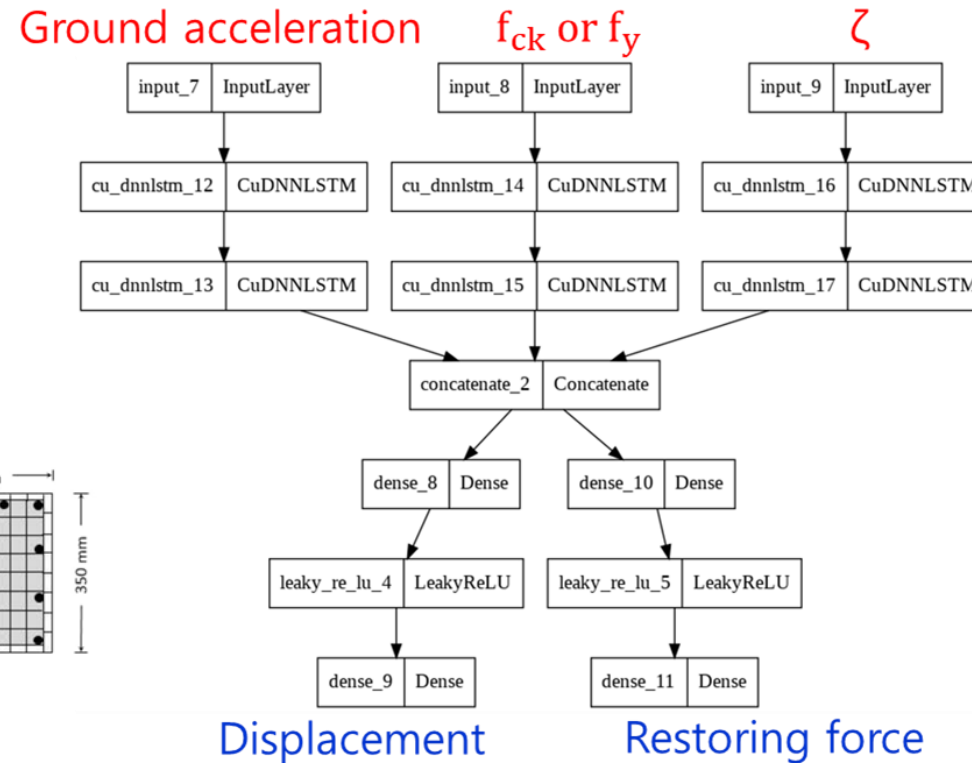 Ground acceleration f_ck or f_y ζ
input_7 InputLayer input_8 InputLayer input_9 InputLayer
cu_dnnlstm_12 CuDNNLSTM cu_dnnlstm_14 CuDNNLSTM cu_dnnlstm_16 CuDNNLSTM
cu_dnnlstm_13 CuDNNLSTM cu_dnnlstm_15 CuDNNLSTM cu_dnnlstm_17 CuDNNLSTM
concatenate_2 Concatenate
dense_8 Dense dense_10 Dense
350 mm
leaky_re_lu_4 LeakyReLU leaky_re_lu_5 LeakyReLU
dense_9 Dense dense_11 Dense
Displacement Restoring force